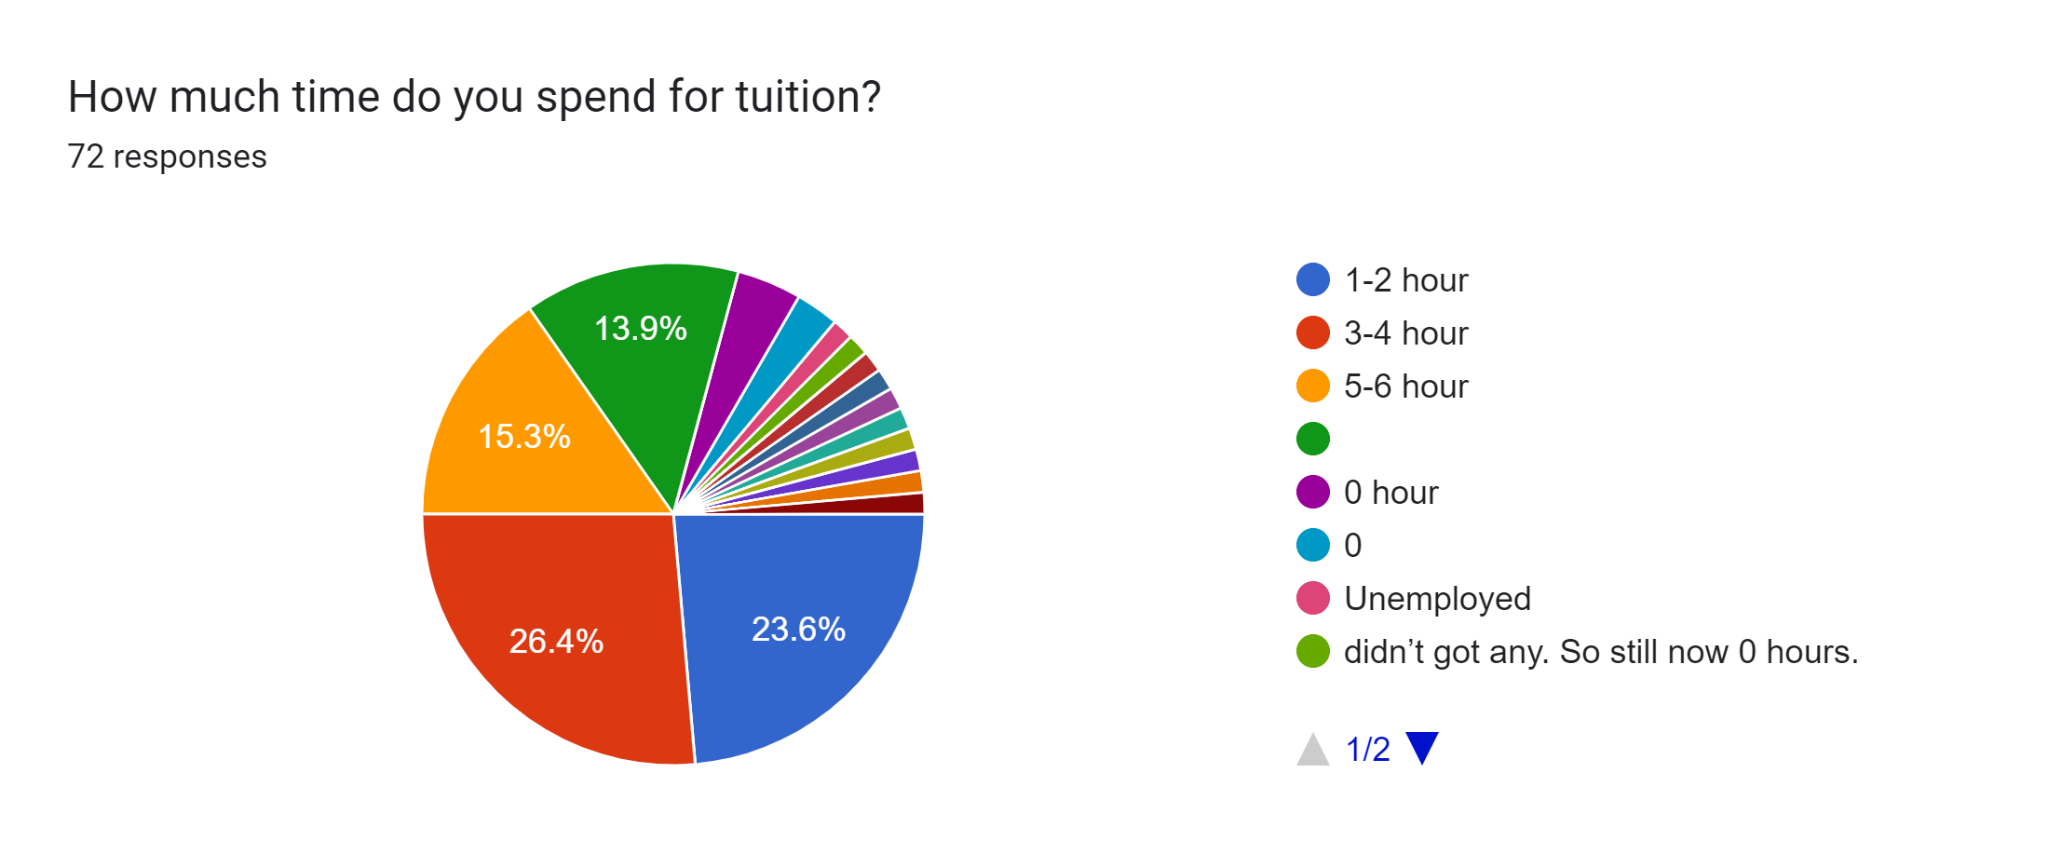 How much time do you spend for tuition?
72 responses
13.9%
15.3%
26.4%
23.6%
1-2 hour
3-4 hour
5-6 hour
0 hour
0
Unemployed
didn’t got any. So still now 0 hours.
1/2